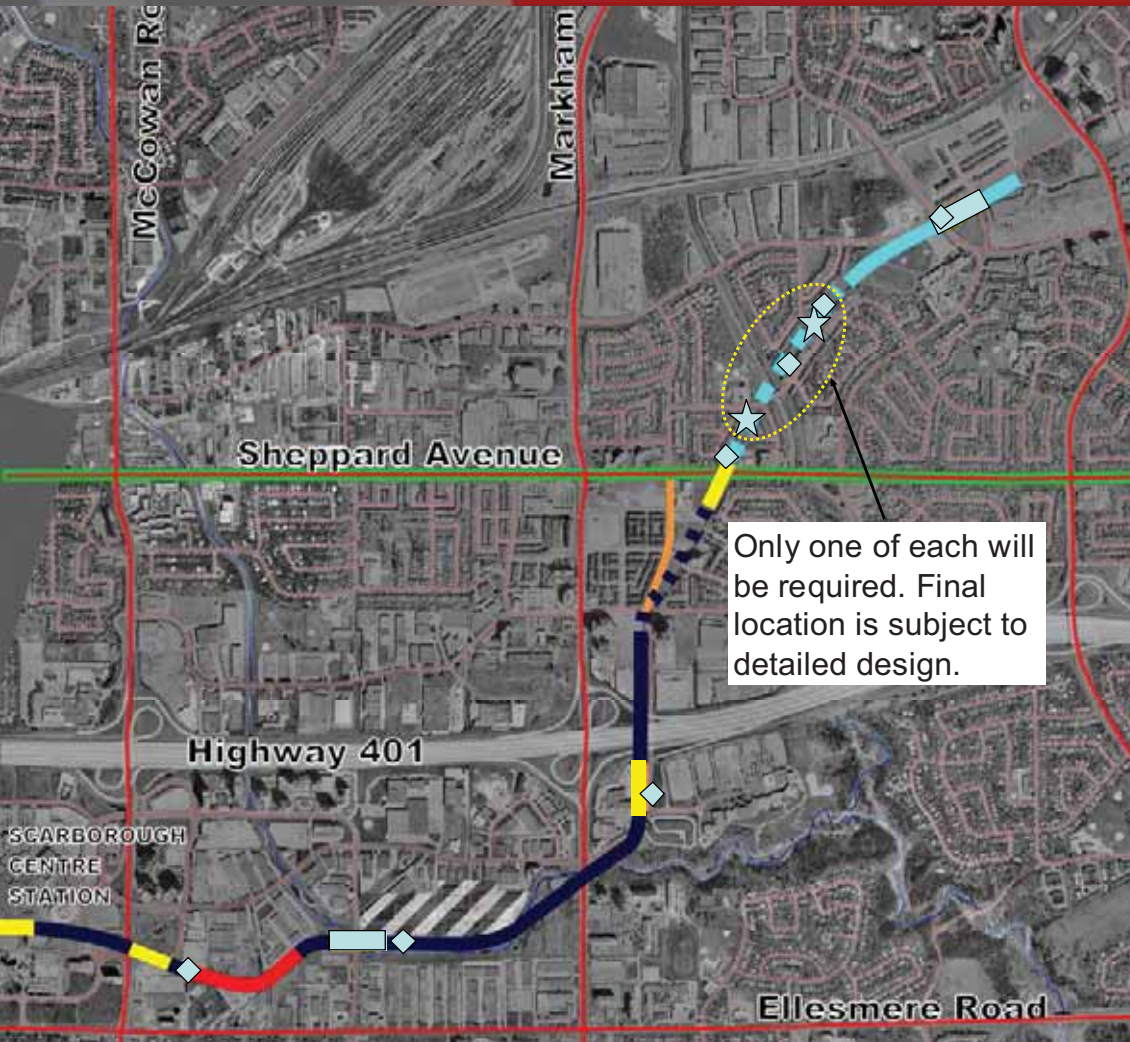 McCowan Ro
Markham
Sheppard Avenue
Only one of each will
be required. Final
location is subject to
detailed design.
Highway 401
SCARBOROUGH
CENTRE
STATION
Ellesmere Road